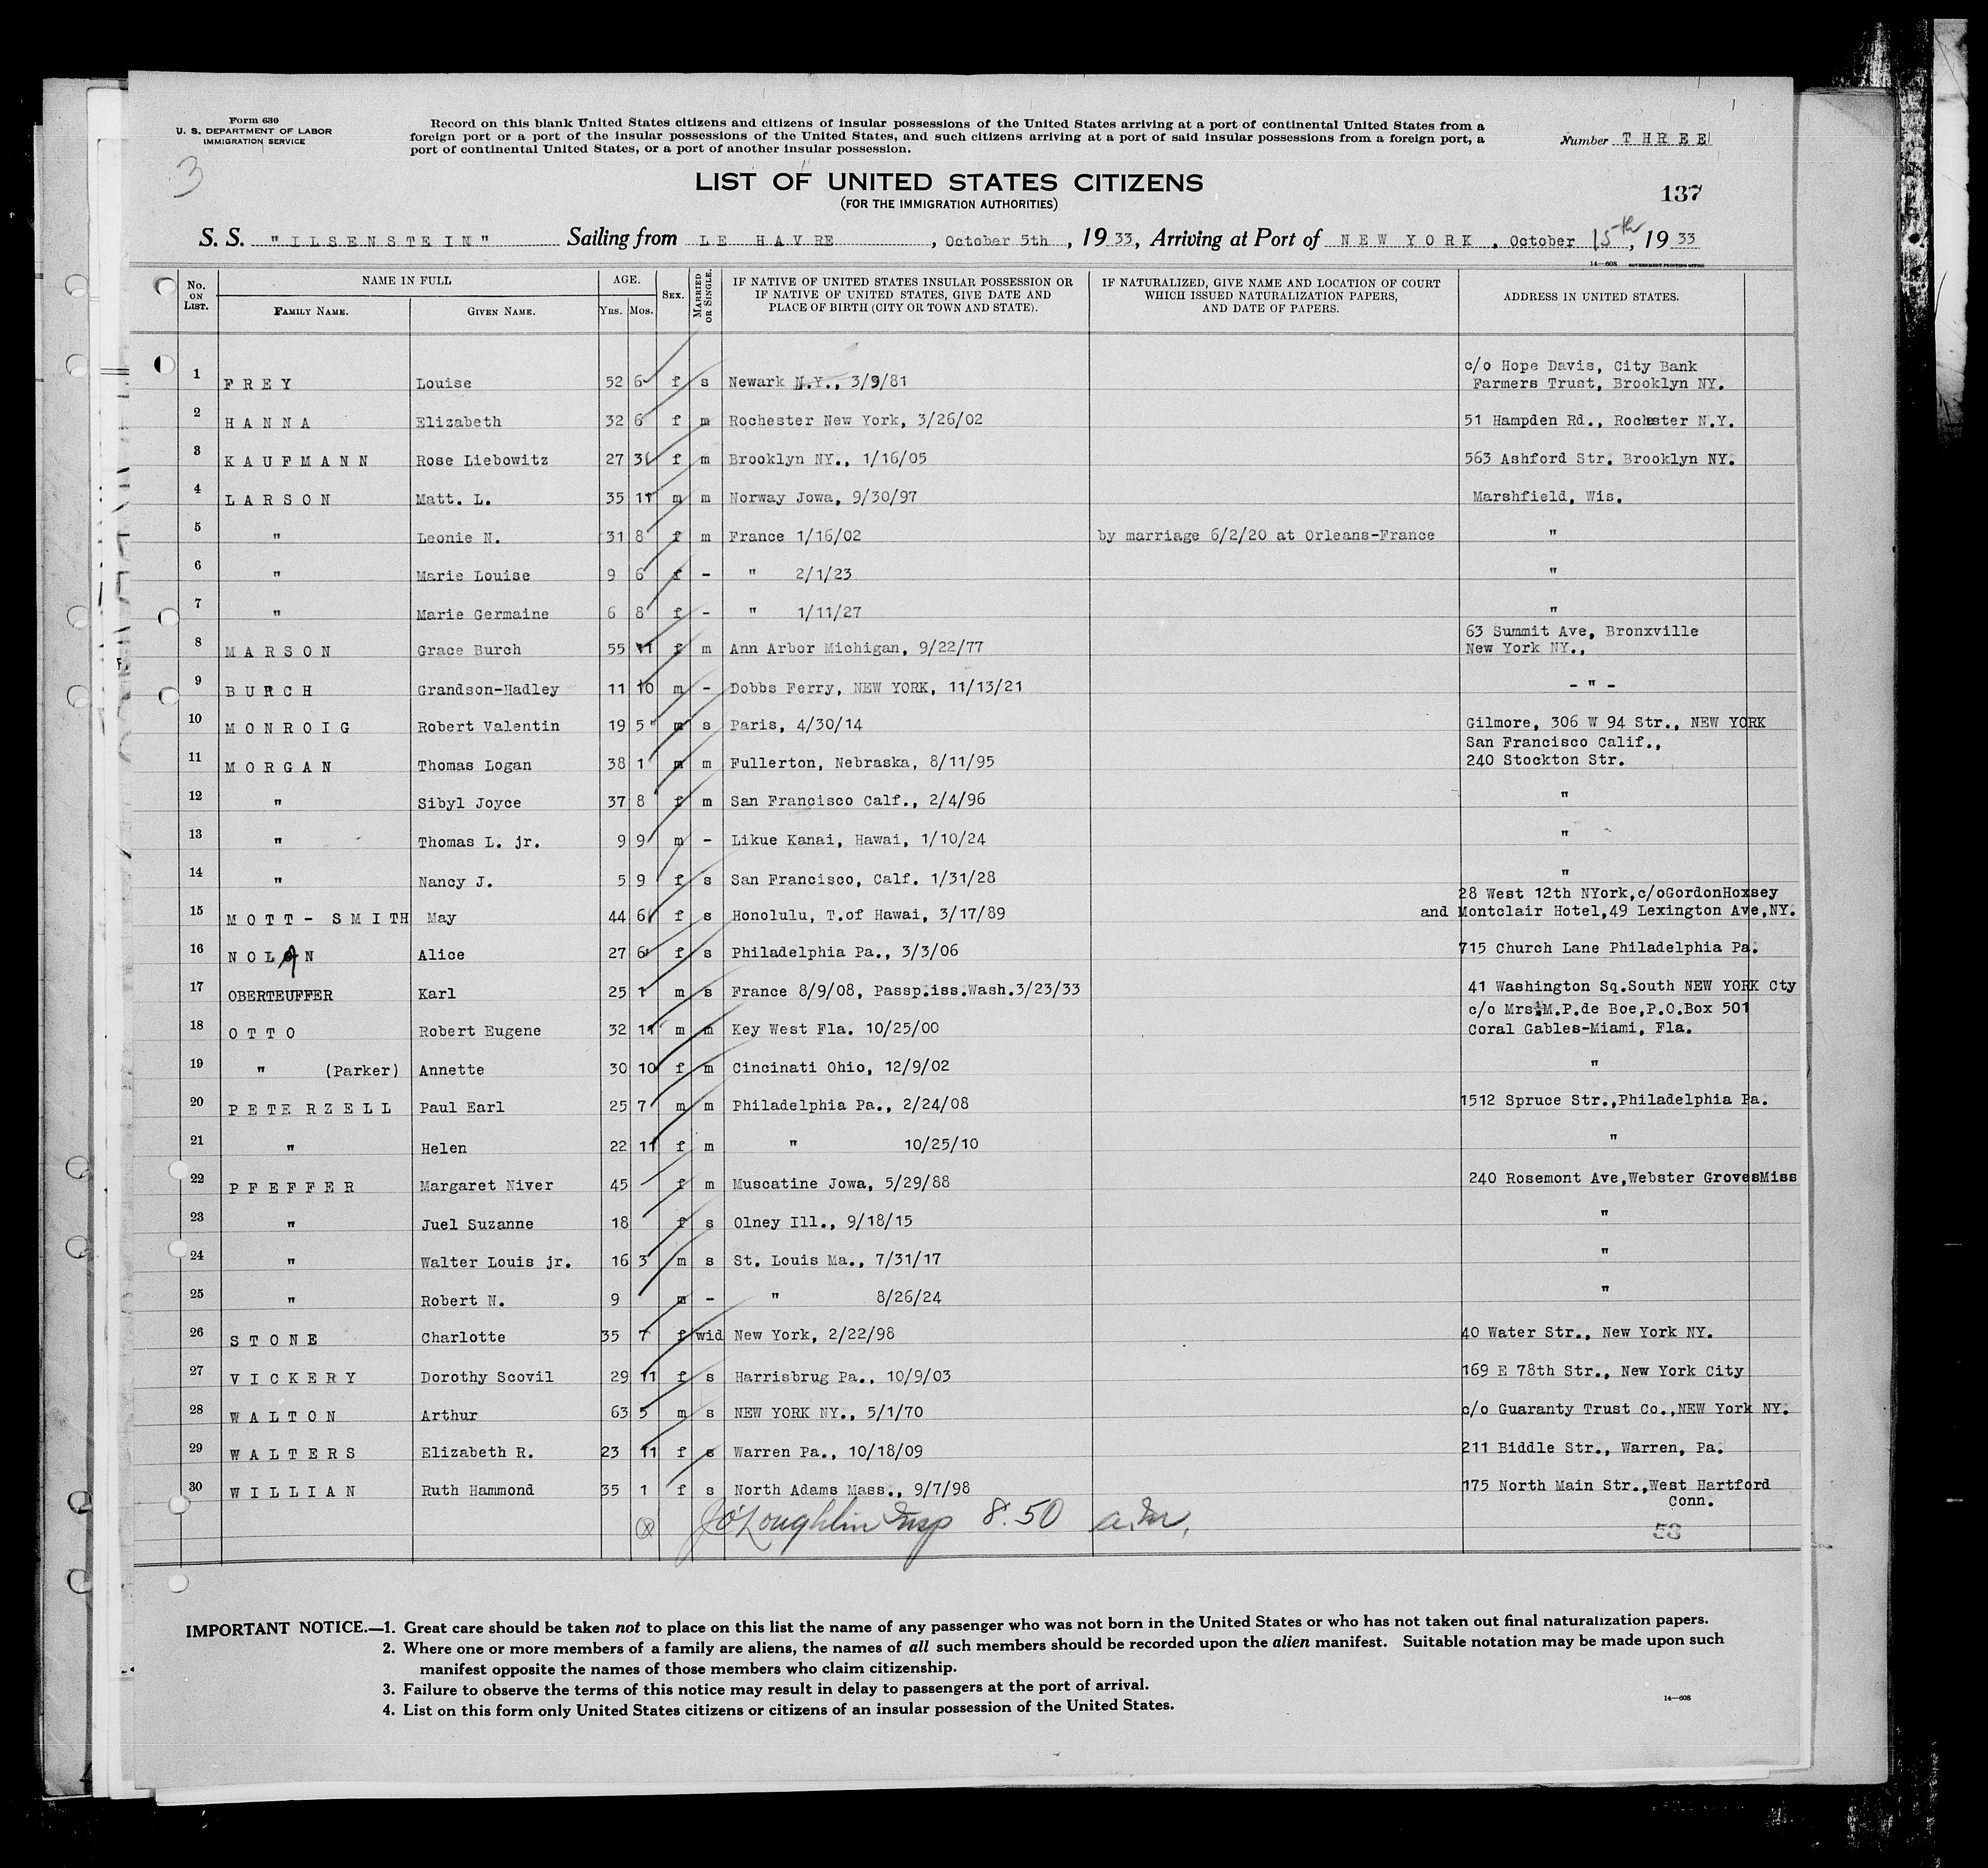 Form 630
U. S. DEPARTMENT OF LABOR
IMMIGRATION SERVICE
3
Record on this blank United States citizens and citizens of insular possessions of the United States arriving at a port of continental United States from a
foreign port or a port of the insular possessions of the United States, and such citizens arriving at a port of said insular possessions from a foreign port, a
port of continental United States, or a port of another insular possession.
Number THREE
LIST OF UNITED STATES CITIZENS
(FOR THE IMMIGRATION AUTHORITIES)
137
S. S. "ILSENSTEIN" Sailing from LE HAVRE, October 5th, 1933, Arriving at Port of NEW YORK, October 15th, 1933
14—608 GOVERNMENT PRINTING OFFICE
No. ON LIST. NAME IN FULL AGE. SEX. MARRIED OR SINGLE. IF NATIVE OF UNITED STATES INSULAR POSSESSION OR IF NATIVE OF UNITED STATES, GIVE DATE AND PLACE OF BIRTH (CITY OR TOWN AND STATE). IF NATURALIZED, GIVE NAME AND LOCATION OF COURT WHICH ISSUED NATURALIZATION PAPERS, AND DATE OF PAPERS. ADDRESS IN UNITED STATES.
FAMILY NAME. GIVEN NAME. YRS. MOS.
c/o Hope Davis, City Bank
1 FREY Louise 52 6 f s Newark N.Y., 3/9/81 Farmers Trust, Brooklyn NY.
2 HANNA Elizabeth 32 6 f m Rochester New York, 3/26/02 51 Hampden Rd., Rochester N.Y.
3 KAUFMANN Rose Liebowitz 27 3 f m Brooklyn NY., 1/16/05 563 Ashford Str. Brooklyn NY.
4 LARSON Matt. L. 35 11 m m Norway Jowa, 9/30/97 Marshfield, Wis.
5 " Leonie N. 31 8 f m France 1/16/02 by marriage 6/2/20 at Orleans-France "
6 " Marie Louise 9 6 f - " 2/1/23 "
7 " Marie Germaine 6 8 f - " 1/11/27 "
63 Summit Ave, Bronxville
8 MARSON Grace Burch 55 11 f m Ann Arbor Michigan, 9/22/77 New York NY.,
9 BURCH Grandson-Hadley 11 10 m - Dobbs Ferry, NEW YORK, 11/13/21 - " -
10 MONROIG Robert Valentin 19 5 m s Paris, 4/30/14 Gilmore, 306 W 94 Str., NEW YORK
San Francisco Calif.,
11 MORGAN Thomas Logan 38 1 m m Fullerton, Nebraska, 8/11/95 240 Stockton Str.
12 " Sibyl Joyce 37 8 f m San Francisco Calf., 2/4/96 "
13 " Thomas L. jr. 9 9 m - Likue Kanai, Hawai, 1/10/24 "
14 " Nancy J. 5 9 f s San Francisco, Calf. 1/31/28 "
28 West 12th NYork,c/oGordonHoxsey
15 MOTT-SMITH May 44 6 f s Honolulu, T.of Hawai, 3/17/89 and Montclair Hotel,49 Lexington Ave,NY.
16 NOLAN Alice 27 6 f s Philadelphia Pa., 3/3/06 715 Church Lane Philadelphia Pa.
17 OBERTEUFFER Karl 25 1 m s France 8/9/08, Passp.iss.Wash.3/23/33 41 Washington Sq.South NEW YORK Cty
c/o Mrs.M.P.de Boe,P.O.Box 501
18 OTTO Robert Eugene 32 11 m m Key West Fla. 10/25/00 Coral Gables-Miami, Fla.
19 " (Parker) Annette 30 10 f m Cincinati Ohio, 12/9/02 "
20 PETERZELL Paul Earl 25 7 m m Philadelphia Pa., 2/24/08 1512 Spruce Str.,Philadelphia Pa.
21 " Helen 22 11 f m " 10/25/10 "
22 PFEFFER Margaret Niver 45 f m Muscatine Jowa, 5/29/88 240 Rosemont Ave,Webster GrovesMiss
23 " Juel Suzanne 18 f s Olney Ill., 9/18/15 "
24 " Walter Louis jr. 16 3 m s St. Louis Ma., 7/31/17 "
25 " Robert N. 9 m - " 8/26/24 "
26 STONE Charlotte 35 7 f wid New York, 2/22/98 40 Water Str., New York NY.
27 VICKERY Dorothy Scovil 29 11 f s Harrisbrug Pa., 10/9/03 169 E 78th Str., New York City
28 WALTON Arthur 63 5 m s NEW YORK NY., 5/1/70 c/o Guaranty Trust Co.,NEW York NY.
29 WALTERS Elizabeth R. 23 11 f s Warren Pa., 10/18/09 211 Biddle Str., Warren, Pa.
30 WILLIAN Ruth Hammond 35 1 f s North Adams Mass., 9/7/98 175 North Main Str.,West Hartford
Conn.
X J O'Loughlin Insp 8.50 a.m.
53
IMPORTANT NOTICE.—1. Great care should be taken not to place on this list the name of any passenger who was not born in the United States or who has not taken out final naturalization papers.
2. Where one or more members of a family are aliens, the names of all such members should be recorded upon the alien manifest. Suitable notation may be made upon such
manifest opposite the names of those members who claim citizenship.
3. Failure to observe the terms of this notice may result in delay to passengers at the port of arrival.
4. List on this form only United States citizens or citizens of an insular possession of the United States.
14—608